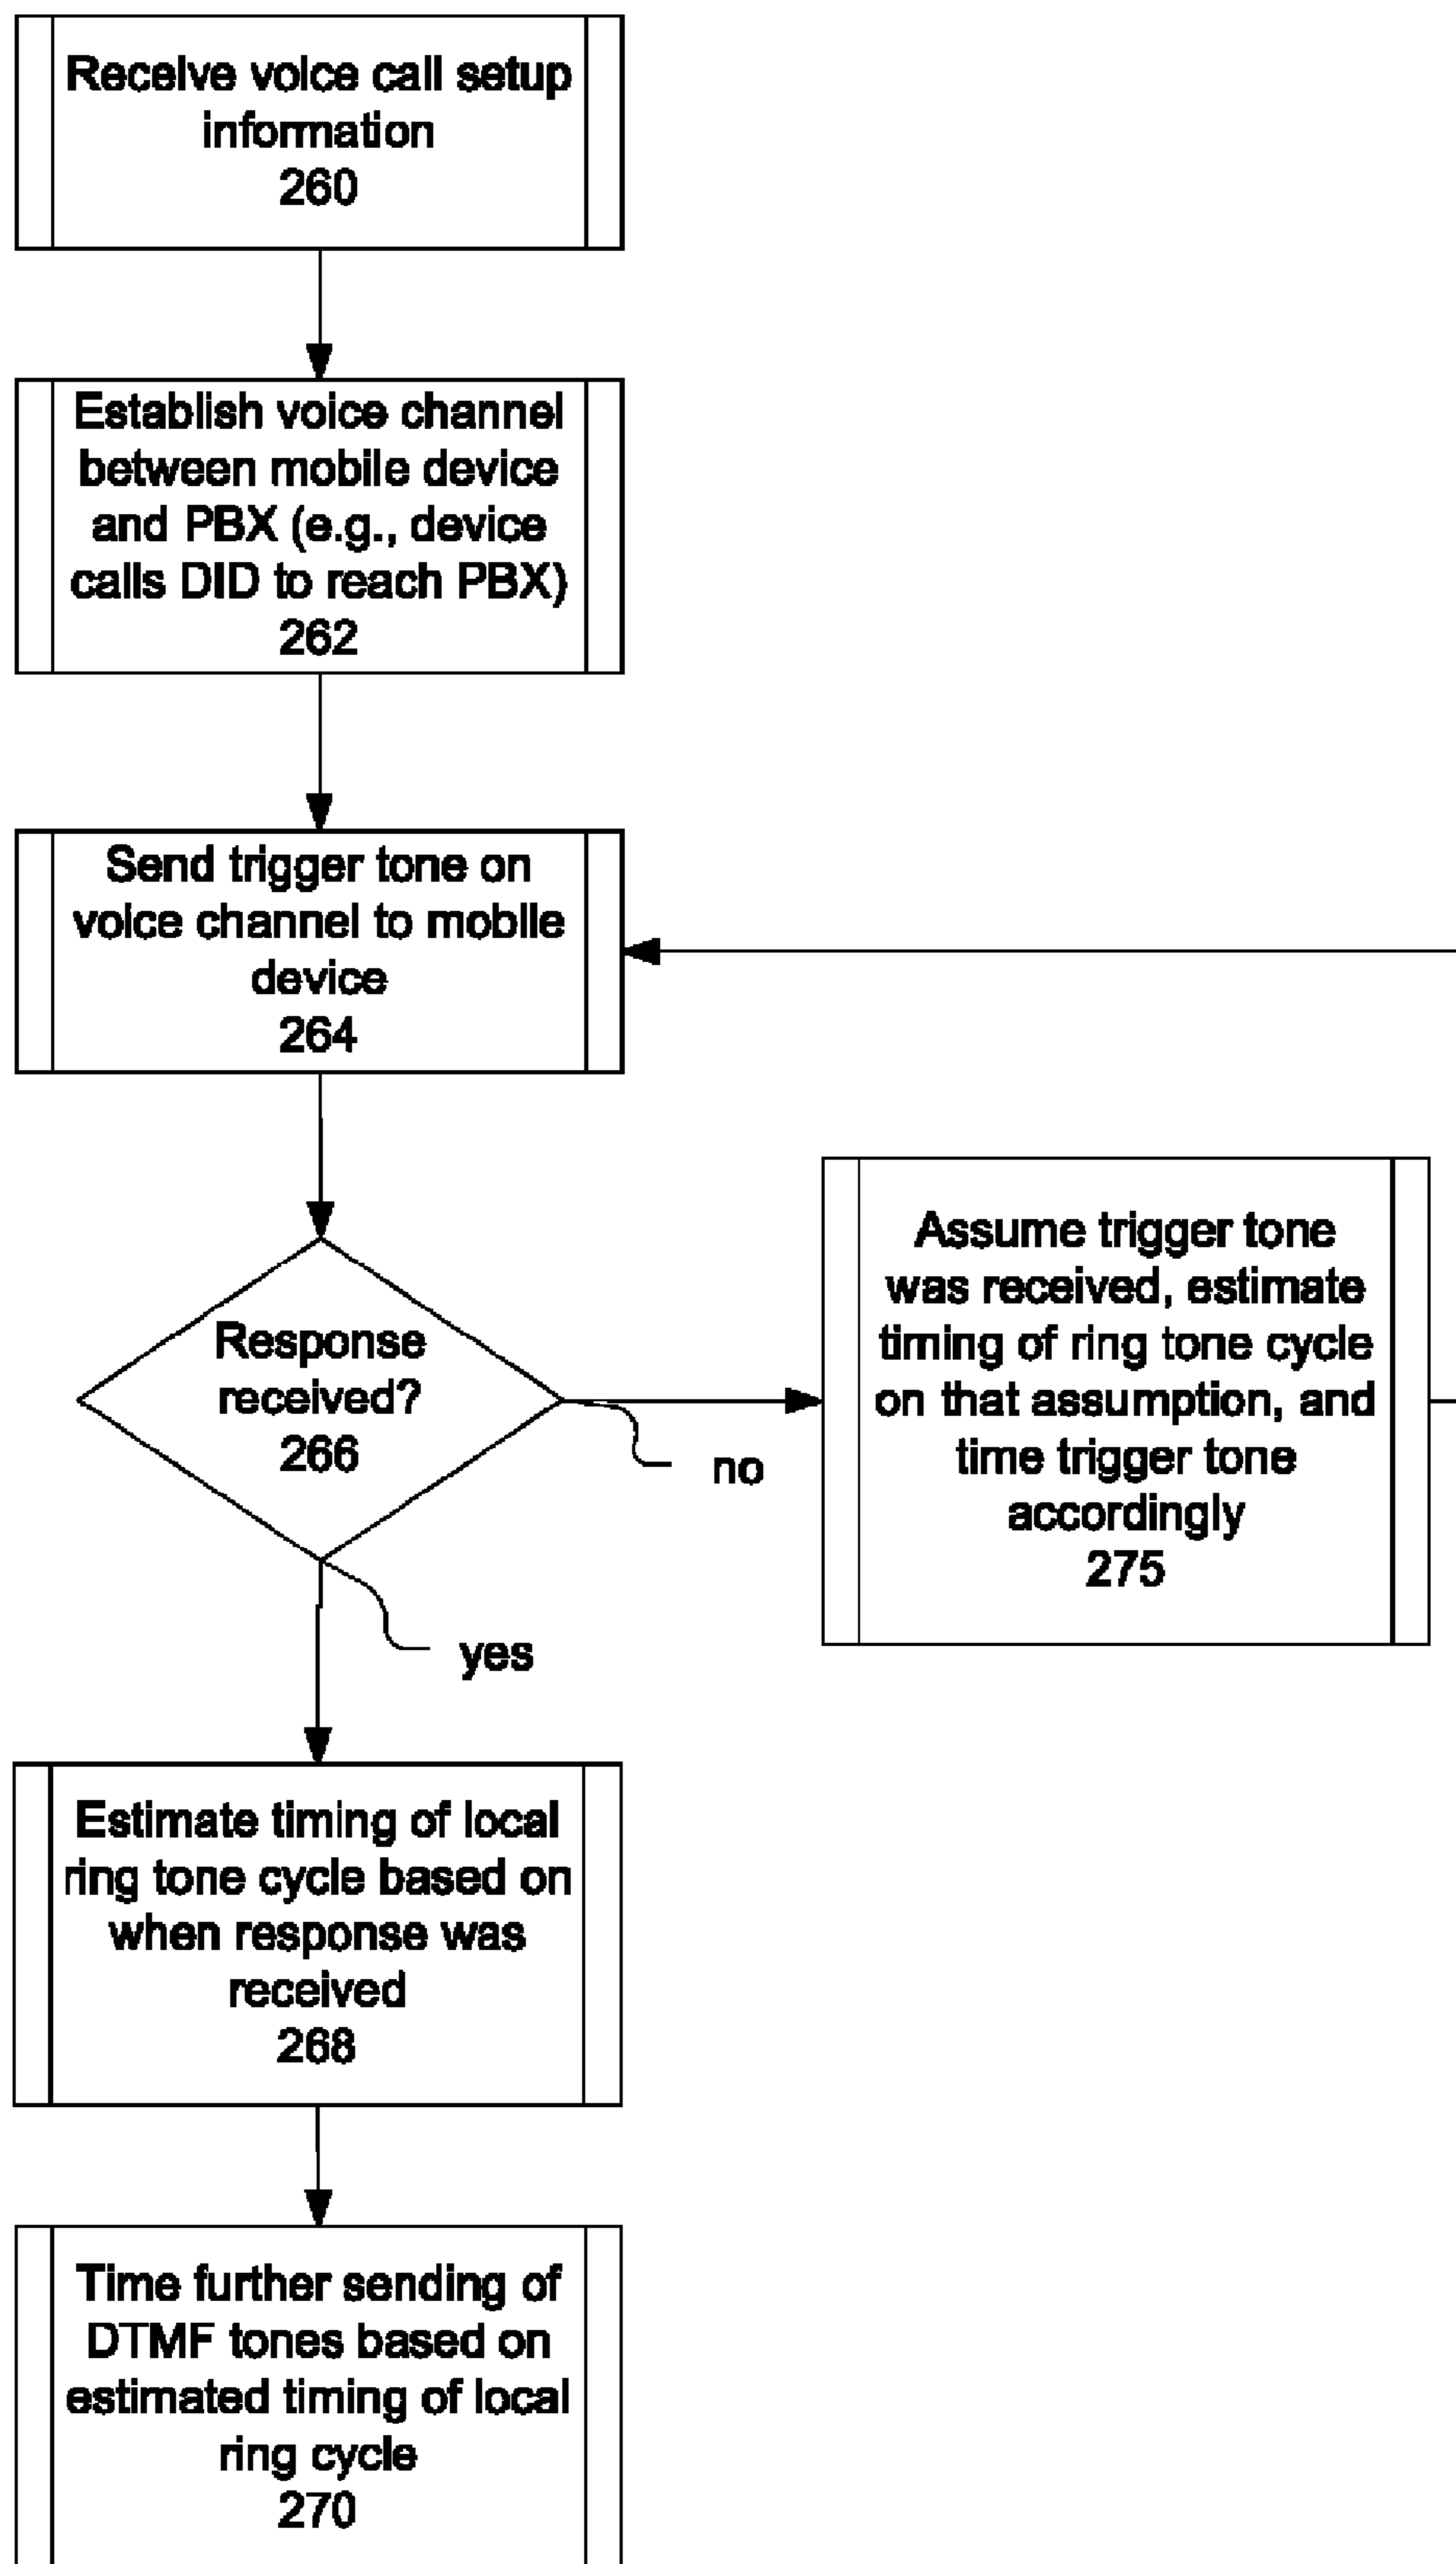 Receive voice call setup
information
260
Establish voice channel
between mobile device
and PBX (e.g., device
calls DID to reach PBX)
262
Send trigger tone on
voice channel to mobile
device
264
Response
received?
266
no
Assume trigger tone
was received, estimate
timing of ring tone cycle
on that assumption, and
time trigger tone
accordingly
275
yes
Estimate timing of local
ring tone cycle based on
when response was
received
268
Time further sending of
DTMF tones based on
estimated timing of local
ring cycle
270